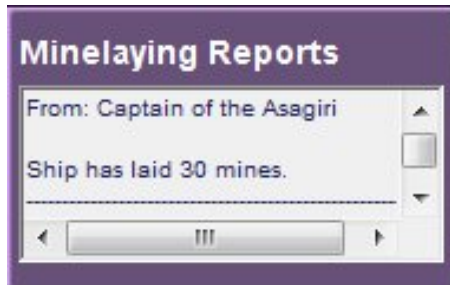 Minelaying Reports
From: Captain of the Asagiri
Ship has laid 30 mines.
--------------------------------------------------------------